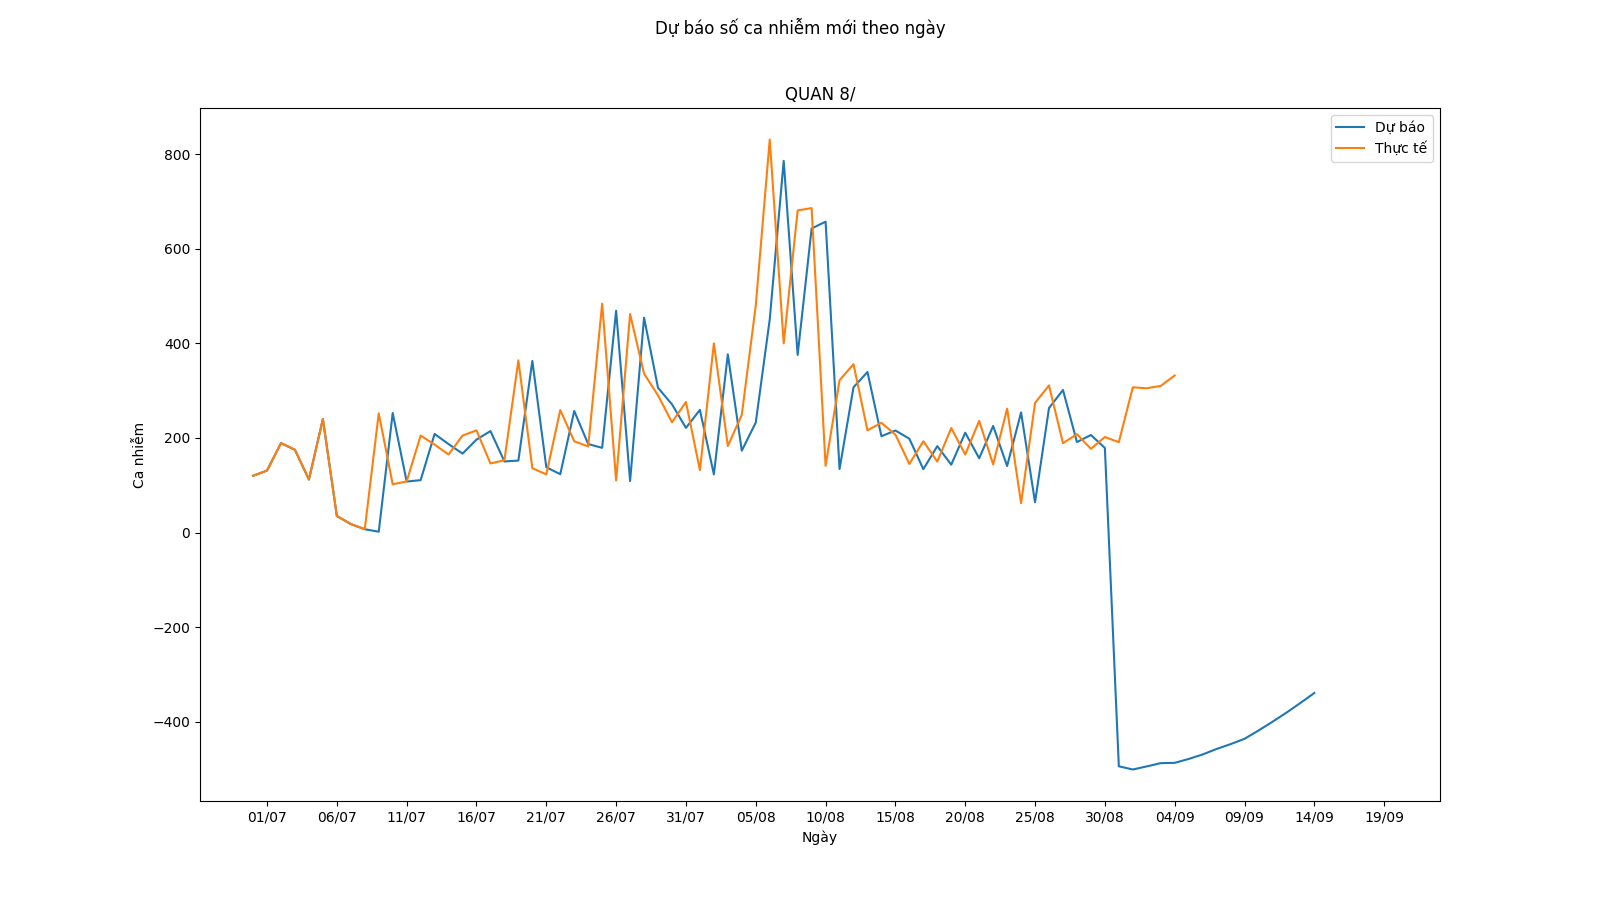 Dự báo số ca nhiễm mới theo ngày
QUAN 8/
Dự báo
Thực tế
800
600
400
200
0
−200
−400
Ca nhiễm
01/07 06/07 11/07 16/07 21/07 26/07 31/07 05/08 10/08 15/08 20/08 25/08 30/08 04/09 09/09 14/09 19/09
Ngày